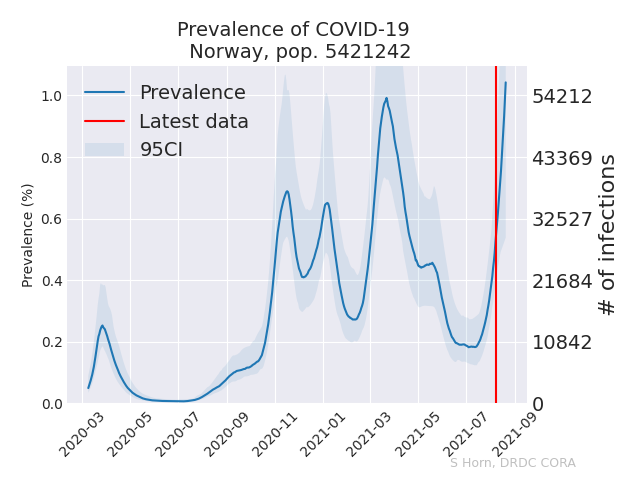 Prevalence of COVID-19
Norway, pop. 5421242
Prevalence
Latest data
95CI
Prevalence (%)
1.0
0.8
0.6
0.4
0.2
0.0
54212
43369
32527
21684
10842
0
# of infections
2020-03
2020-05
2020-07
2020-09
2020-11
2021-01
2021-03
2021-05
2021-07
2021-09
S Horn, DRDC CORA